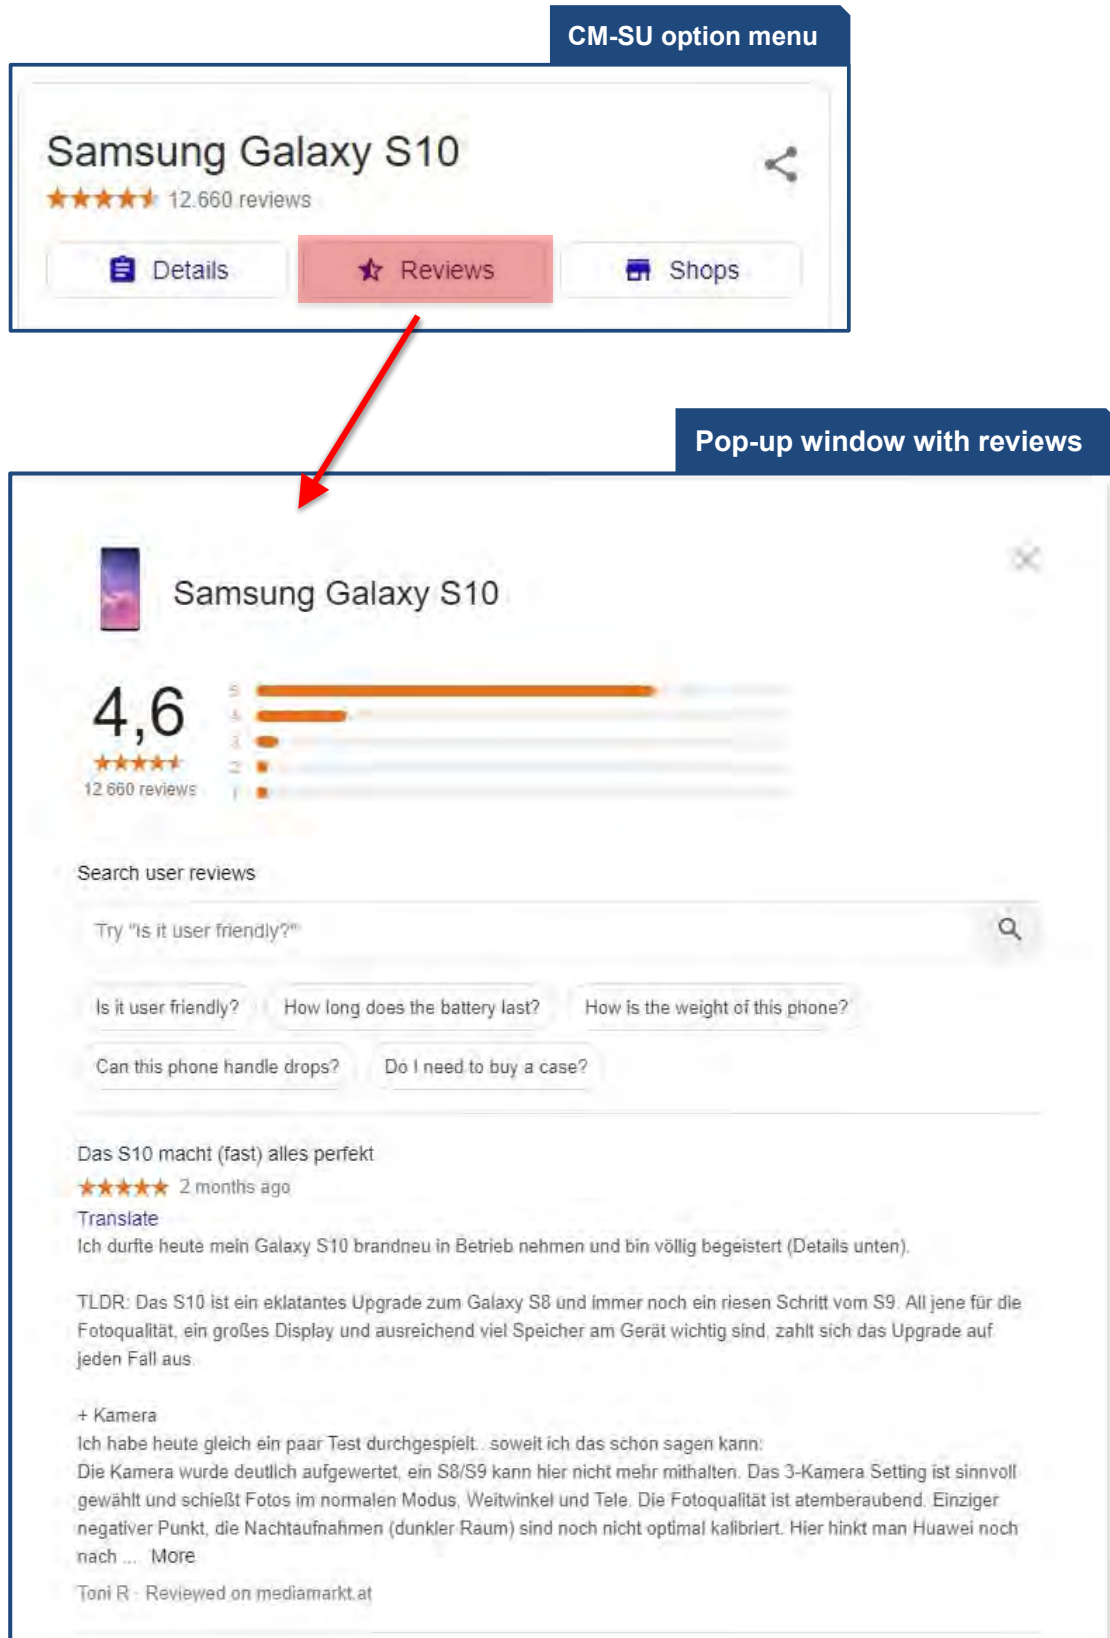 CM-SU option menu
Samsung Galaxy S10
12.660 reviews
Details
Reviews
Shops
Pop-up window with reviews
Samsung Galaxy S10
4,6
5
4
3
2
1
12.660 reviews
Search user reviews
Try "Is it user friendly?"
Is it user friendly?
How long does the battery last?
How is the weight of this phone?
Can this phone handle drops?
Do I need to buy a case?
Das S10 macht (fast) alles perfekt
2 months ago
Translate
Ich durfte heute mein Galaxy S10 brandneu in Betrieb nehmen und bin völlig begeistert (Details unten).
TLDR: Das S10 ist ein eklatantes Upgrade zum Galaxy S8 und immer noch ein riesen Schritt vom S9. All jene für die
Fotoqualität, ein großes Display und ausreichend viel Speicher am Gerät wichtig sind, zahlt sich das Upgrade auf
jeden Fall aus.
+ Kamera
Ich habe heute gleich ein paar Test durchgespielt.. soweit ich das schon sagen kann:
Die Kamera wurde deutlich aufgewertet, ein S8/S9 kann hier nicht mehr mithalten. Das 3-Kamera Setting ist sinnvoll
gewählt und schießt Fotos im normalen Modus, Weitwinkel und Tele. Die Fotoqualität ist atemberaubend. Einziger
negativer Punkt, die Nachtaufnahmen (dunkler Raum) sind noch nicht optimal kalibriert. Hier hinkt man Huawei noch
nach ... More
Toni R · Reviewed on mediamarkt.at